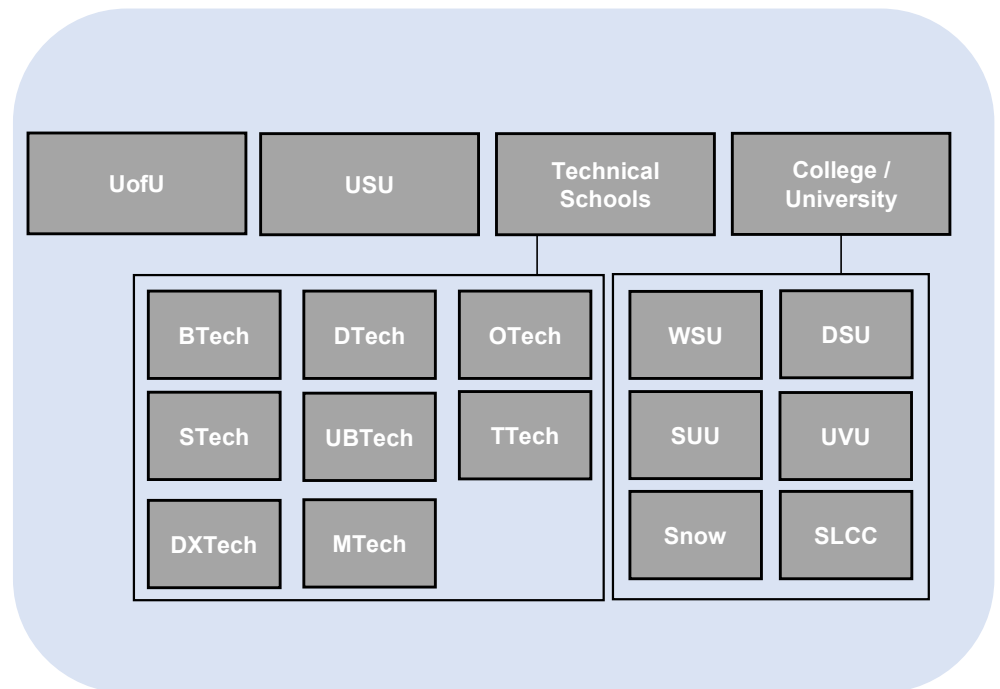 UofU
USU
Technical
Schools
College /
University
BTech
DTech
OTech
STech
UBTech
TTech
DXTech
MTech
WSU
DSU
SUU
UVU
Snow
SLCC